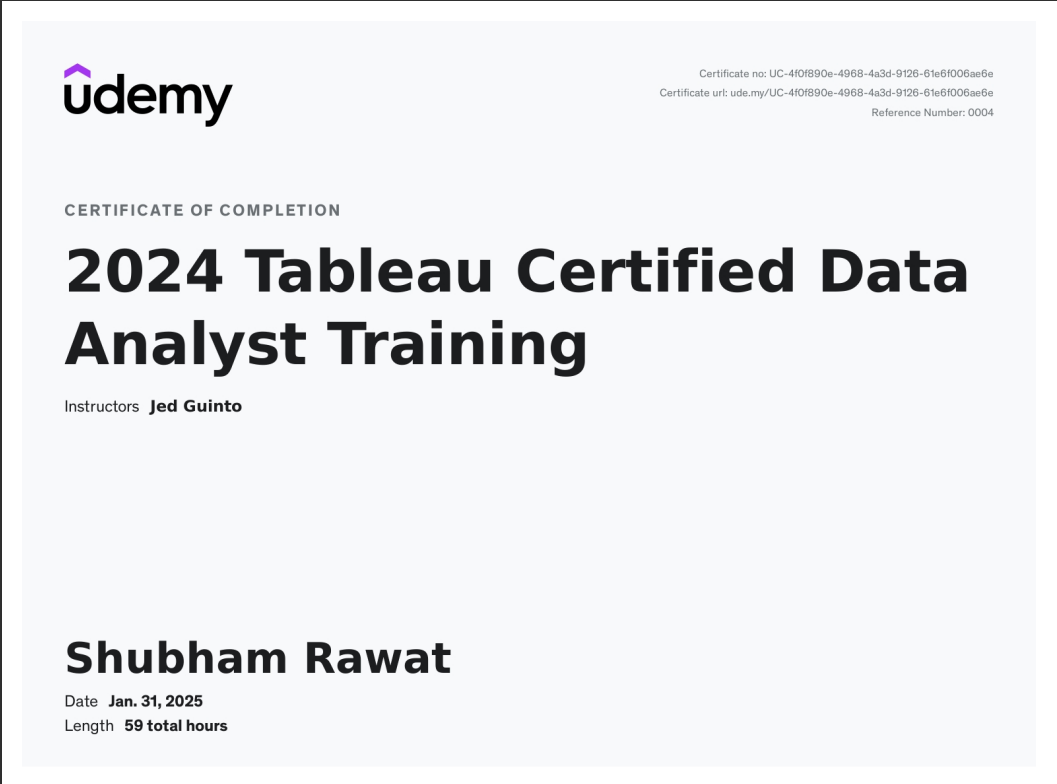 udemy
Certificate no: UC-4f0f890e-4968-4a3d-9126-61e6f006ae6e
Certificate url: ude.my/UC-4f0f890e-4968-4a3d-9126-61e6f006ae6e
Reference Number: 0004
CERTIFICATE OF COMPLETION
2024 Tableau Certified Data
Analyst Training
Instructors Jed Guinto
Shubham Rawat
Date Jan. 31, 2025
Length 59 total hours